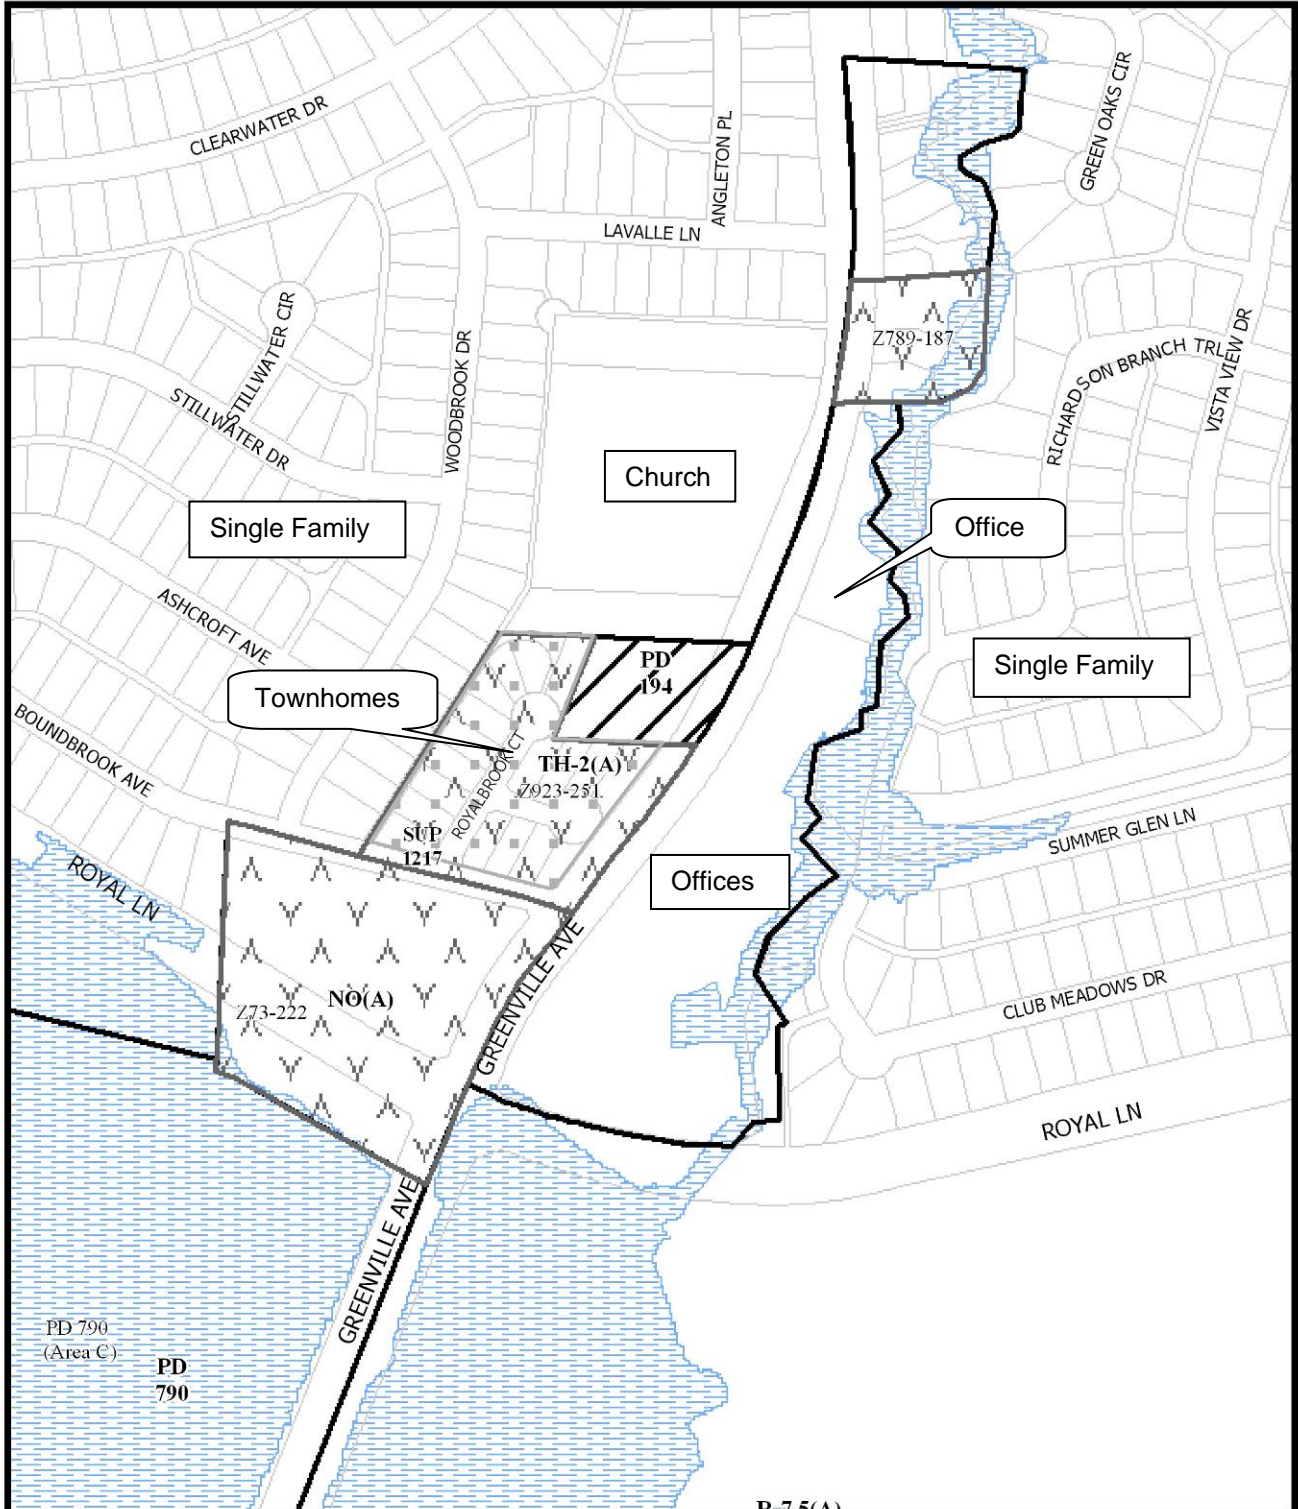 GREEN OAKS CIR
CLEARWATER DR
ANGLETON PL
LAVALLE LN
STILLWATER CIR
Z789-187
RICHARDSON BRANCH TRL
VISTA VIEW DR
WOODBROOK DR
STILLWATER DR
Church
Single Family
Office
ASHCROFT AVE
PD
194
Single Family
Townhomes
BOUNDBROOK AVE
ROYALBROOK CT
TH-2(A)
Z923-251
SUP
1217
SUMMER GLEN LN
ROYAL LN
Offices
GREENVILLE AVE
NO(A)
Z73-222
CLUB MEADOWS DR
ROYAL LN
GREENVILLE AVE
PD 790
(Area C)
PD
790
R-7.5(A)